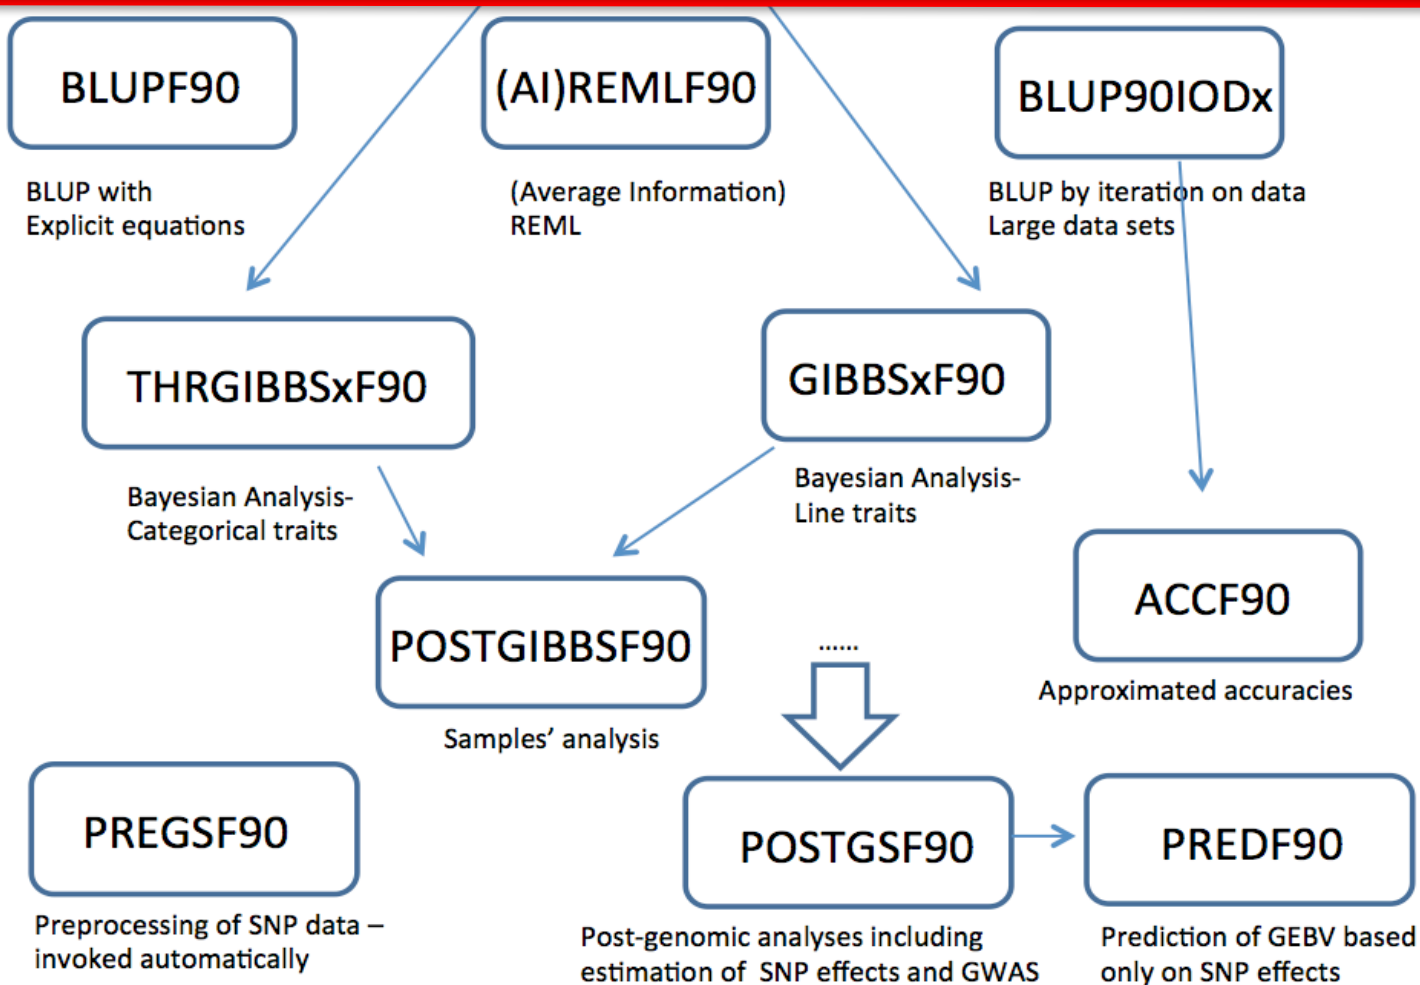 BLUPF90
(AI)REMLF90
BLUP90IODx
BLUP with
Explicit equations
(Average Information)
REML
BLUP by iteration on data
Large data sets
THRGIBBSxF90
GIBBSxF90
Bayesian Analysis-
Categorical traits
Bayesian Analysis-
Line traits
POSTGIBBSF90
Samples’ analysis
......
ACCF90
Approximated accuracies
PREGSF90
Preprocessing of SNP data –
invoked automatically
POSTGSF90
Post-genomic analyses including
estimation of SNP effects and GWAS
PREDF90
Prediction of GEBV based
only on SNP effects